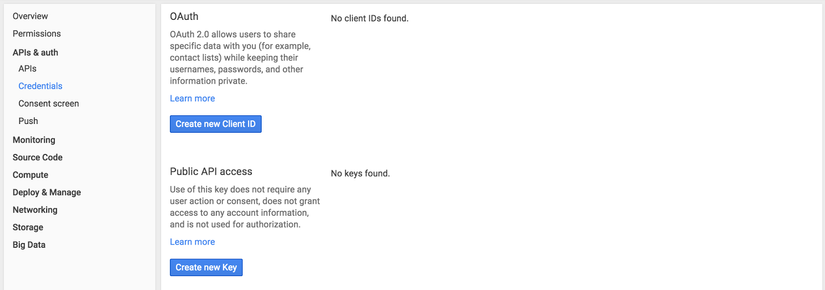 Overview
Permissions
APIs & auth
APIs
Credentials
Consent screen
Push
Monitoring
Source Code
Compute
Deploy & Manage
Networking
Storage
Big Data
OAuth
OAuth 2.0 allows users to share
specific data with you (for example,
contact lists) while keeping their
usernames, passwords, and other
information private.
Learn more
Create new Client ID
No client IDs found.
Public API access
Use of this key does not require any
user action or consent, does not grant
access to any account information,
and is not used for authorization.
Learn more
Create new Key
No keys found.